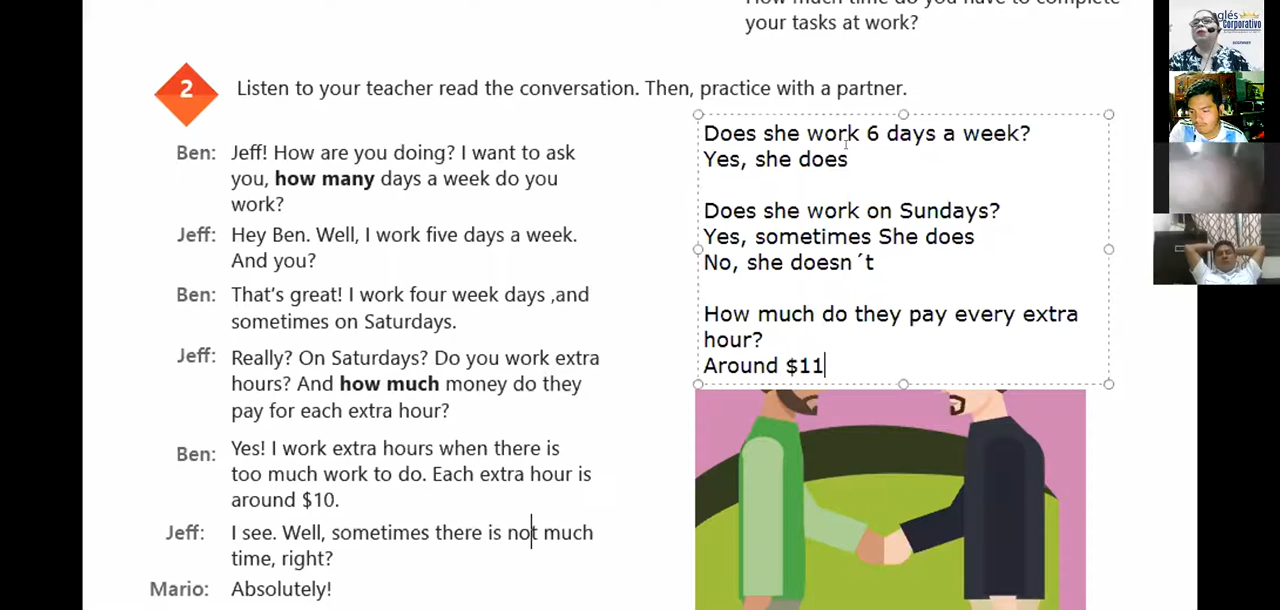 How much time do you have to complete
your tasks at work?
2
Listen to your teacher read the conversation. Then, practice with a partner.
Ben: Jeff! How are you doing? I want to ask
you, how many days a week do you
work?
Jeff: Hey Ben. Well, I work five days a week.
And you?
Ben: That's great! I work four week days ,and
sometimes on Saturdays.
Jeff: Really? On Saturdays? Do you work extra
hours? And how much money do they
pay for each extra hour?
Ben: Yes! I work extra hours when there is
too much work to do. Each extra hour is
around $10.
Jeff: I see. Well, sometimes there is not much
time, right?
Mario: Absolutely!
Does she work 6 days a week?
Yes, she does
Does she work on Sundays?
Yes, sometimes She does
No, she doesn´t
How much do they pay every extra
hour?
Around $11
glés
Corporativo